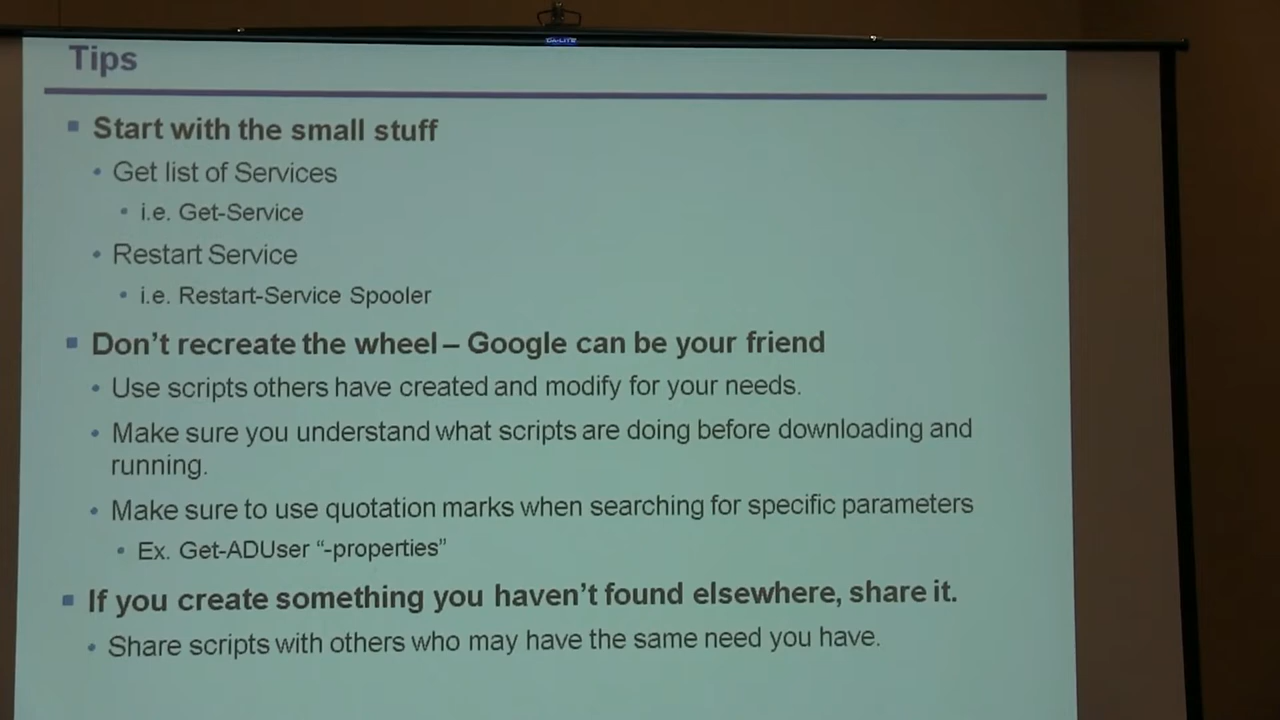 DA-LITE
Tips
Start with the small stuff
Get list of Services
i.e. Get-Service
Restart Service
i.e. Restart-Service Spooler
Don’t recreate the wheel – Google can be your friend
Use scripts others have created and modify for your needs.
Make sure you understand what scripts are doing before downloading and
running.
Make sure to use quotation marks when searching for specific parameters
Ex. Get-ADUser “-properties”
If you create something you haven’t found elsewhere, share it.
Share scripts with others who may have the same need you have.